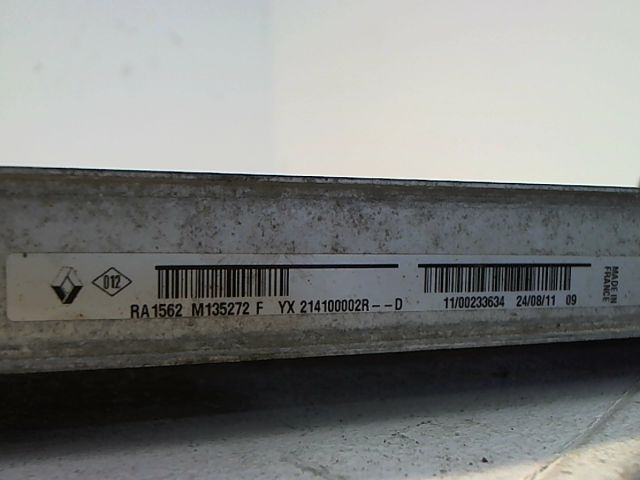 012
RA1562 M135272 F YX 214100002R--D
11/00233634 24/08/11 09
MADE IN
FRANCE